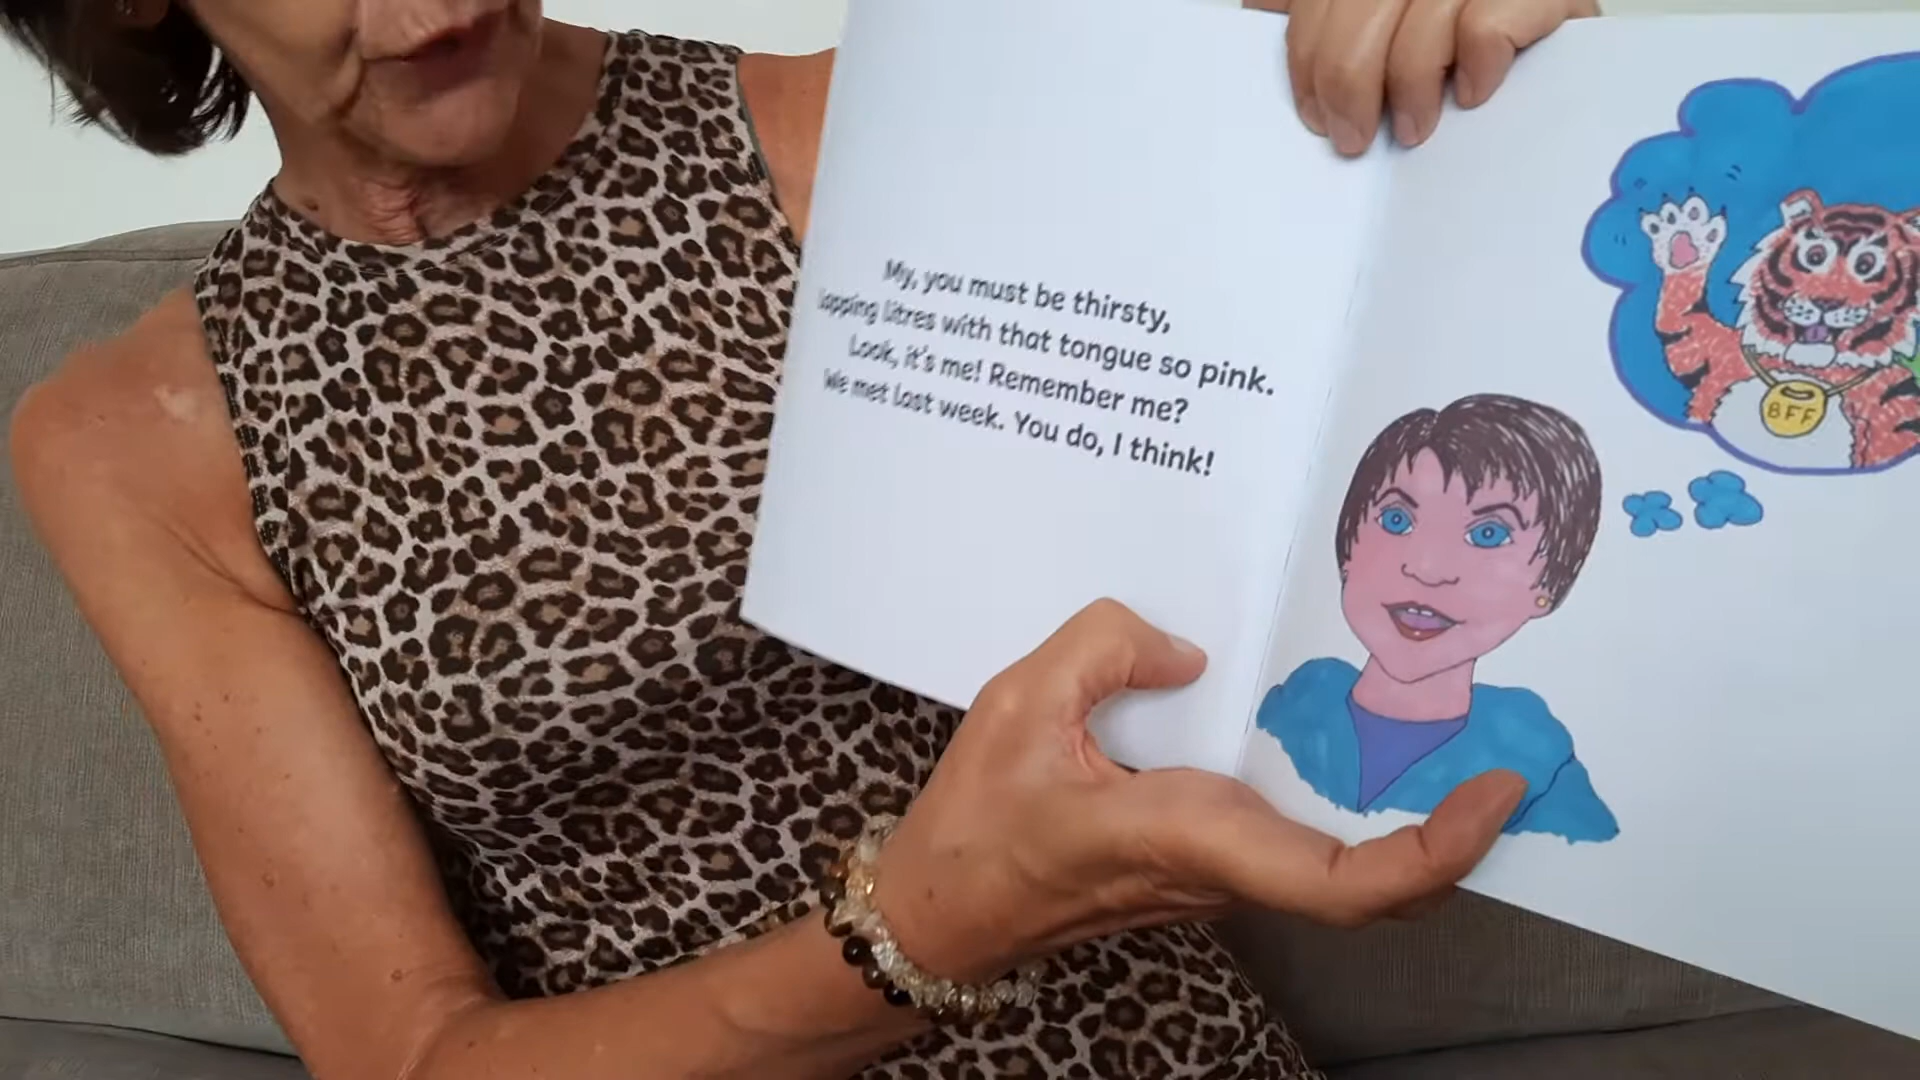 My, you must be thirsty,
lapping litres with that tongue so pink.
Look, it's me! Remember me?
We met last week. You do, I think!
BFF